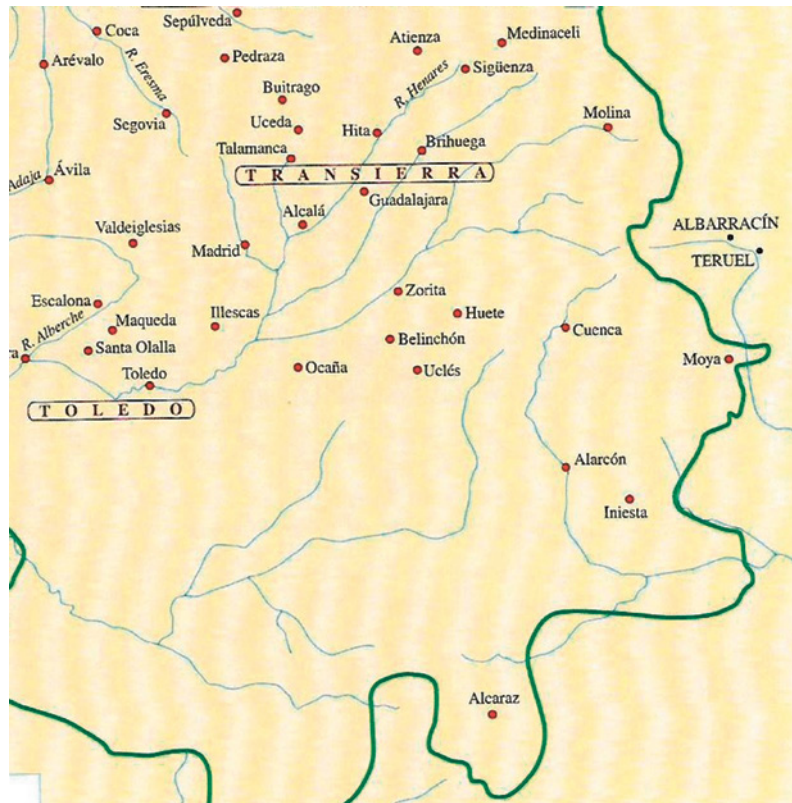 Sepúlveda
Coca
Medinaceli
Atienza
Arévalo
R. Eresma
Pedraza
Sigüenza
R. Henares
Buitrago
Segovia
Uceda
Hita
Molina
Talamanca
Brihuega
Adaja
Ávila
TRANSIERRA
Guadalajara
Alcalá
Valdeiglesias
Madrid
ALBARRACÍN
TERUEL
Zorita
Escalona
R. Alberche
Maqueda
Illescas
Huete
Cuenca
Belinchón
Santa Olalla
ra
Toledo
Ocaña
Uclés
Moya
TOLEDO
Alarcón
Iniesta
Alcaraz